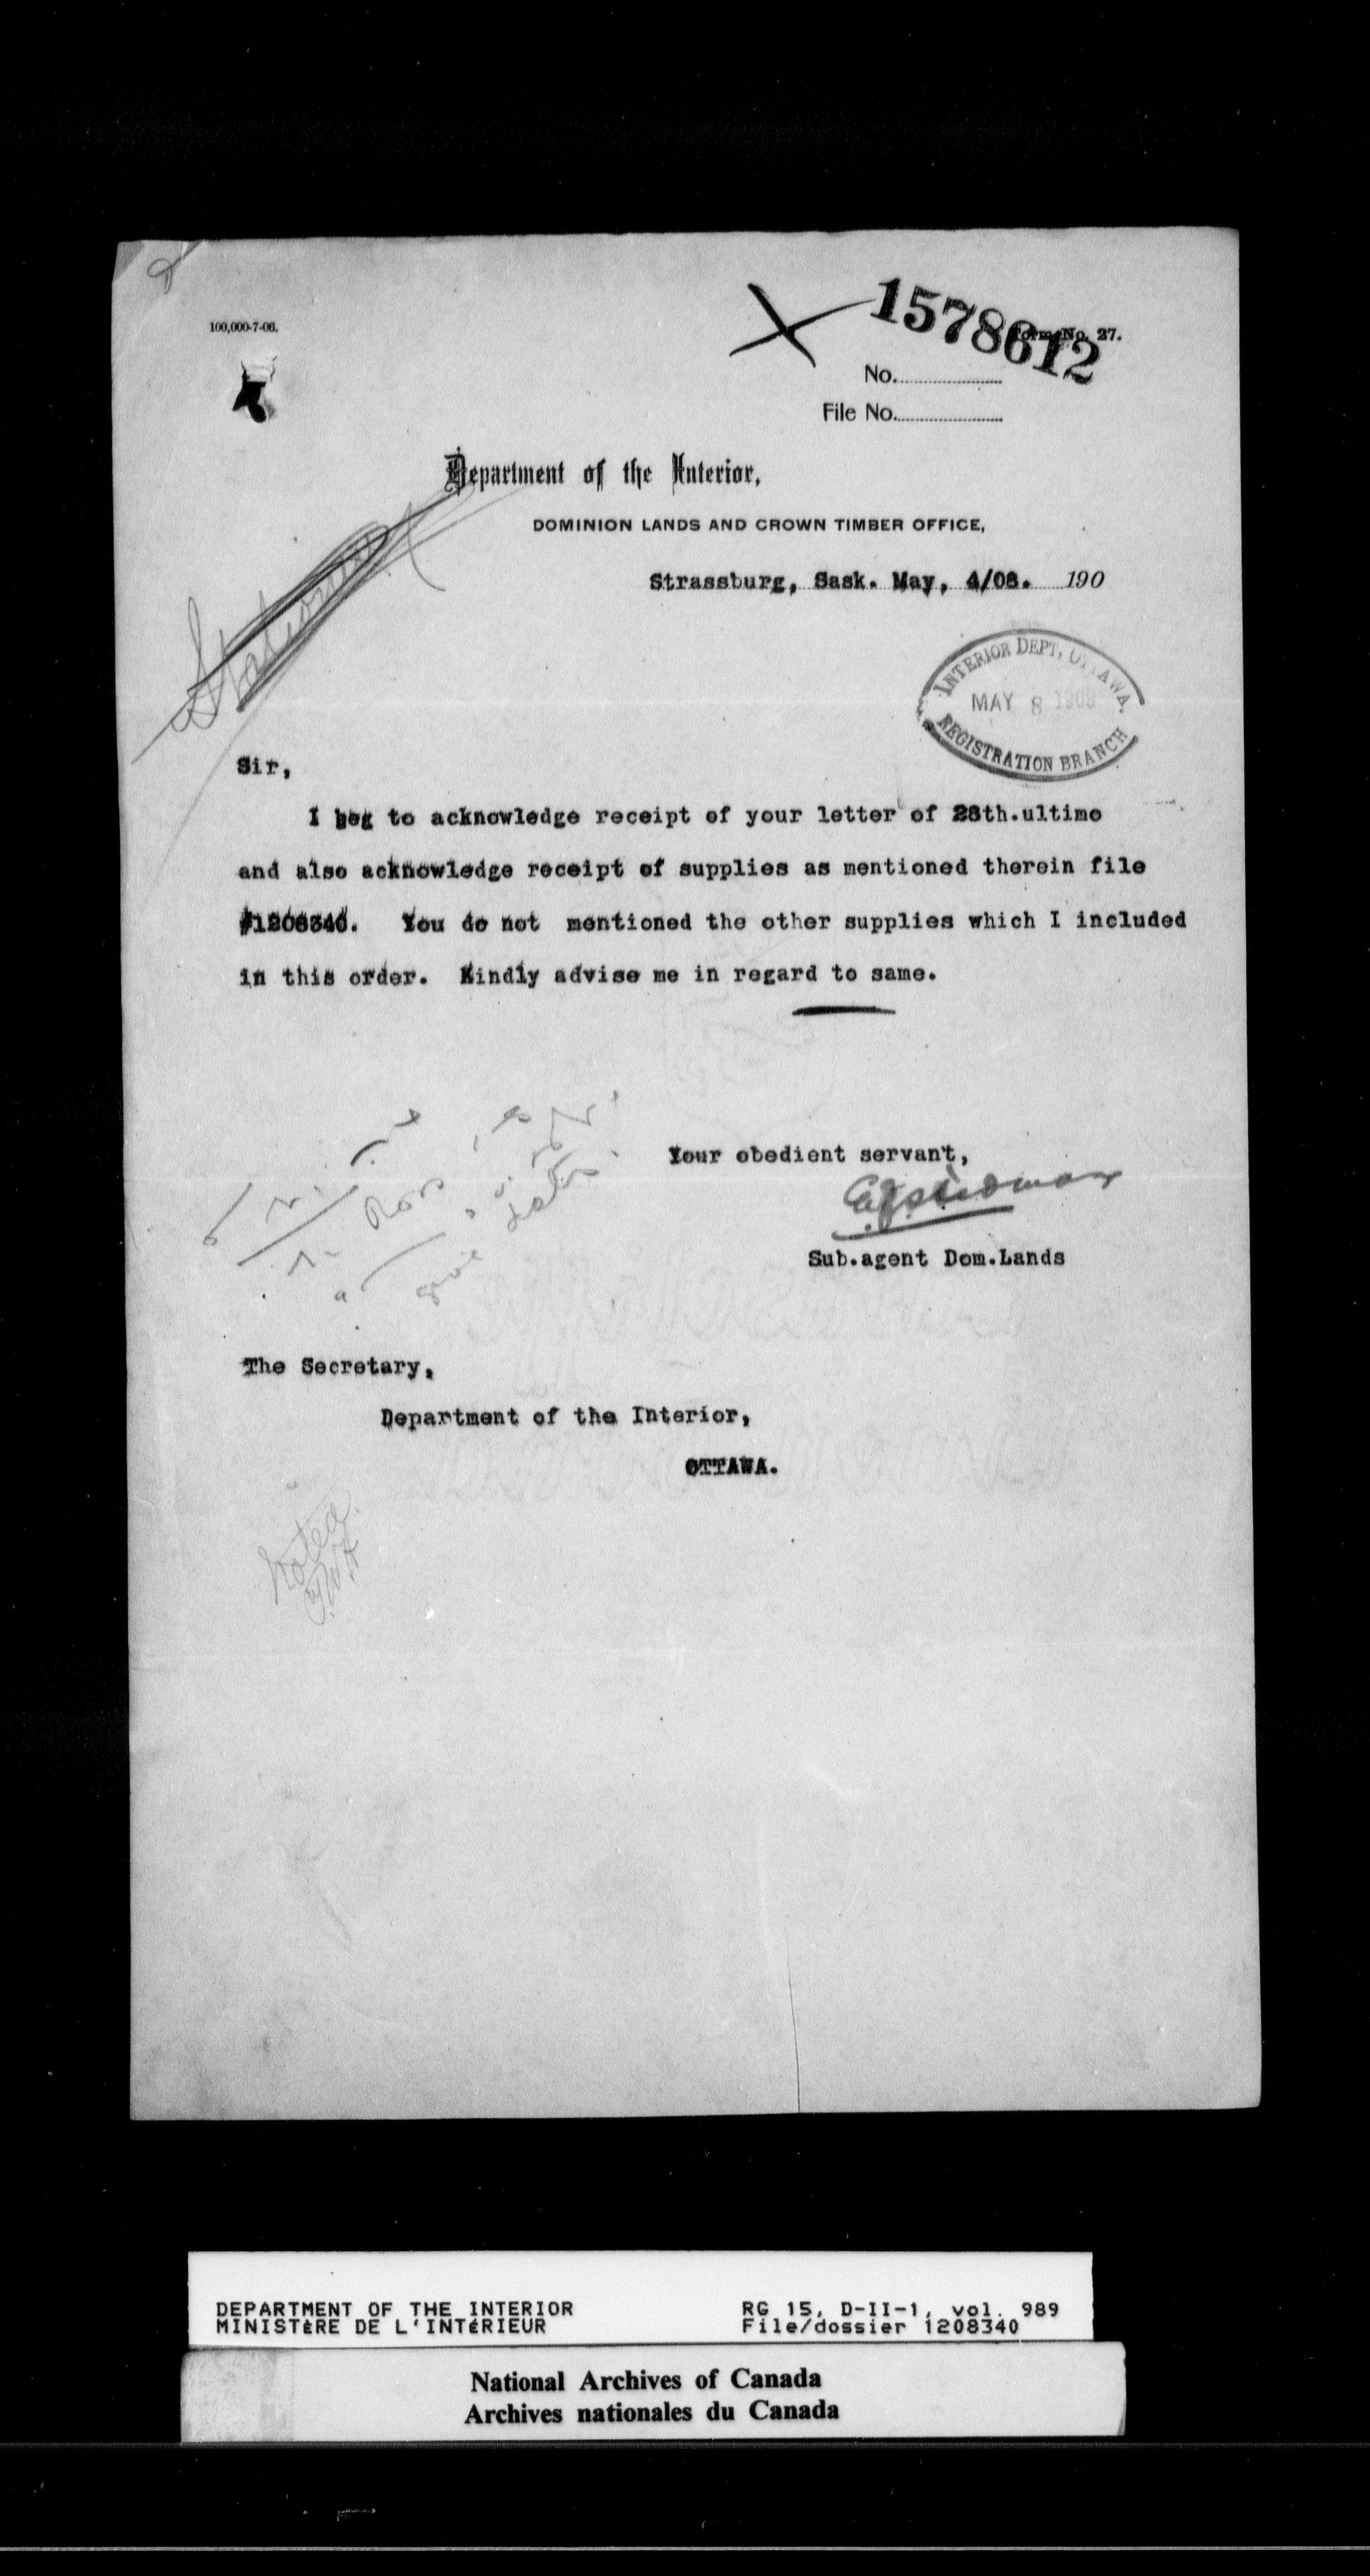 100,000-7-06.
1578612
Form No. 27.
No.
File No.
Department of the Interior,
DOMINION LANDS AND CROWN TIMBER OFFICE,
Strassburg, Sask. May, 4/08. 190
Stationery
INTERIOR DEPT, OTTAWA.
MAY 8 1908
REGISTRATION BRANCH
Sir,
I beg to acknowledge receipt of your letter of 28th.ultimo
and also acknowledge receipt of supplies as mentioned therein file
#1208340. You do not mentioned the other supplies which I included
in this order. Kindly advise me in regard to same.
Your obedient servant,
Sub.agent Dom.Lands
Ross
The Secretary,
Department of the Interior,
OTTAWA.
Noted
DEPARTMENT OF THE INTERIOR
MINISTÈRE DE L'INTÉRIEUR
RG 15, D-II-1, vol. 989
File/dossier 1208340
National Archives of Canada
Archives nationales du Canada